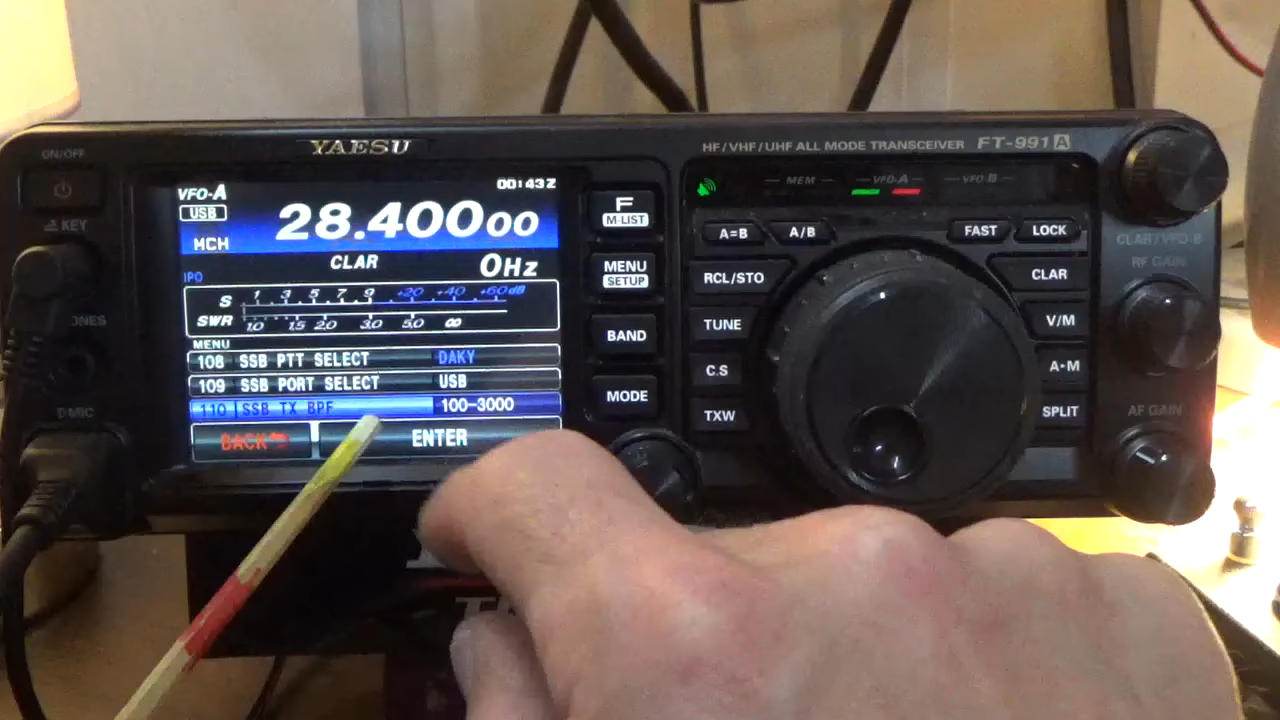 YAESU
HF/VHF/UHF ALL MODE TRANSCEIVER FT-991A
ON/OFF
KEY
MIC
VFO-A
00:43Z
USB
28.40000
MCH
CLAR
0Hz
IPO
S 1 3 5 7 9 +20 +40 +60dB
SWR 1.0 1.5 2.0 3.0 5.0 ∞
MENU
108 SSB PTT SELECT DAKY
109 SSB PORT SELECT USB
110 SSB TX BPF 100-3000
BACK
ENTER
F
M-LIST
MENU
SETUP
BAND
MODE
MEM
VFO-A
VFO-B
A=B
A/B
FAST
LOCK
RCL/STO
CLAR
TUNE
V/M
C.S
A▸M
TXW
SPLIT
CLAR/VFO-B
RF GAIN
AF GAIN